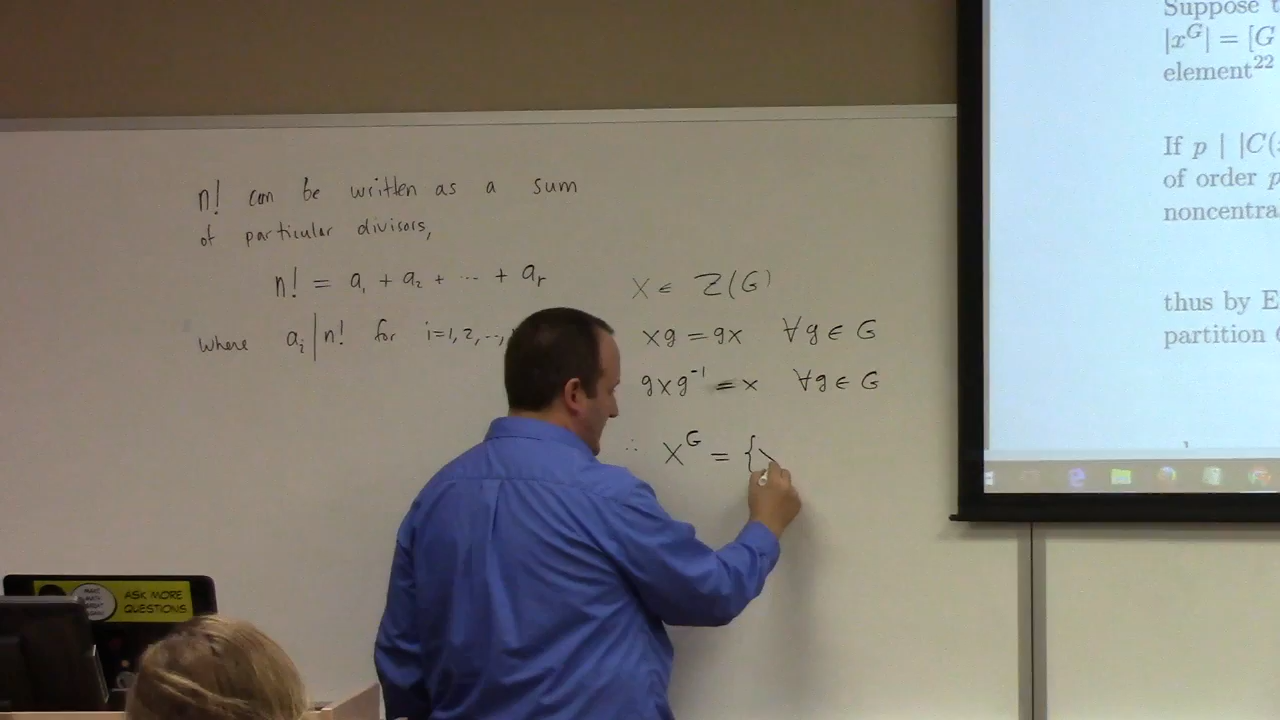 n! can be written as a sum
of particular divisors,
n! = a₁ + a₂ + ... + aᵣ
where aᵢ | n! for i=1, 2, ...,
x ∈ Z(G)
xg = gx ∀g ∈ G
gxg⁻¹ = x ∀g ∈ G
∴ x^G = {
Suppose
|x^G| = [G
element²²
If p | |C(
of order p
noncentra
thus by E
partition
ASK MORE
QUESTIONS